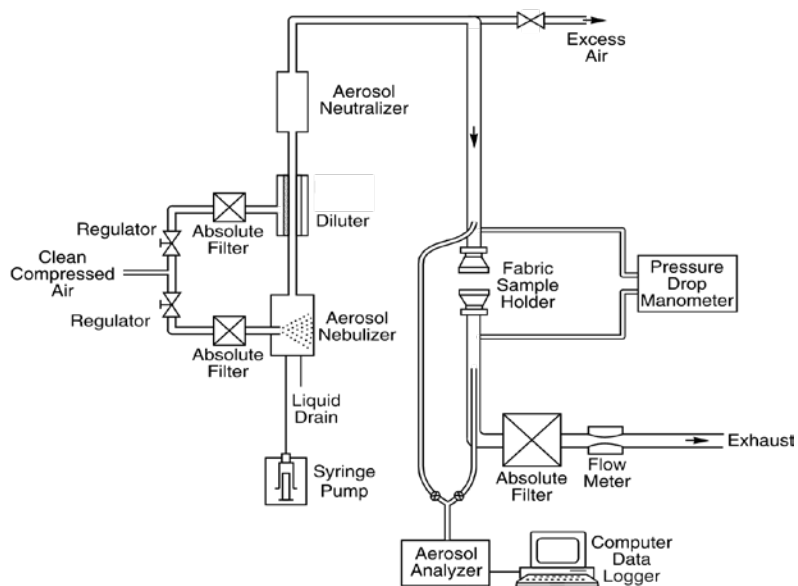 Excess
Air
Aerosol
Neutralizer
Diluter
Regulator
Absolute
Filter
Clean
Compressed
Air
Regulator
Absolute
Filter
Aerosol
Nebulizer
Liquid
Drain
Syringe
Pump
Fabric
Sample
Holder
Pressure
Drop
Manometer
Absolute
Filter
Flow
Meter
Exhaust
Aerosol
Analyzer
Computer
Data
Logger